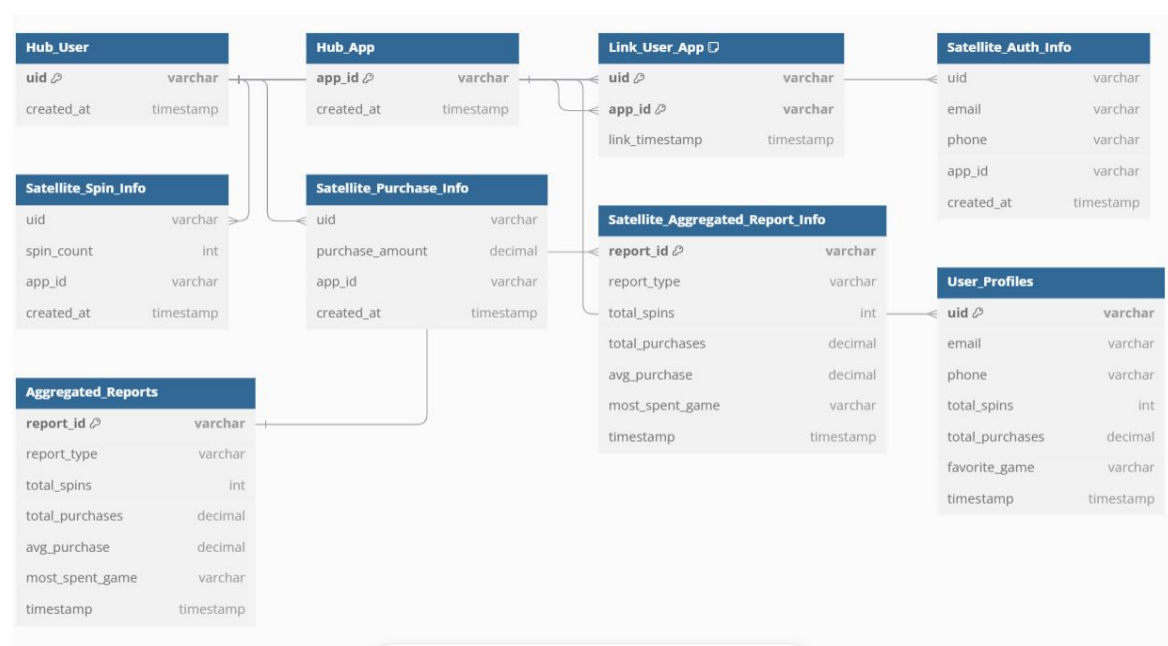 Hub_User
uid varchar
created_at timestamp
Hub_App
app_id varchar
created_at timestamp
Link_User_App
uid varchar
app_id varchar
link_timestamp timestamp
Satellite_Auth_Info
uid varchar
email varchar
phone varchar
app_id varchar
created_at timestamp
Satellite_Spin_Info
uid varchar
spin_count int
app_id varchar
created_at timestamp
Satellite_Purchase_Info
uid varchar
purchase_amount decimal
app_id varchar
created_at timestamp
Satellite_Aggregated_Report_Info
report_id varchar
report_type varchar
total_spins int
total_purchases decimal
avg_purchase decimal
most_spent_game varchar
timestamp timestamp
User_Profiles
uid varchar
email varchar
phone varchar
total_spins int
total_purchases decimal
favorite_game varchar
timestamp timestamp
Aggregated_Reports
report_id varchar
report_type varchar
total_spins int
total_purchases decimal
avg_purchase decimal
most_spent_game varchar
timestamp timestamp